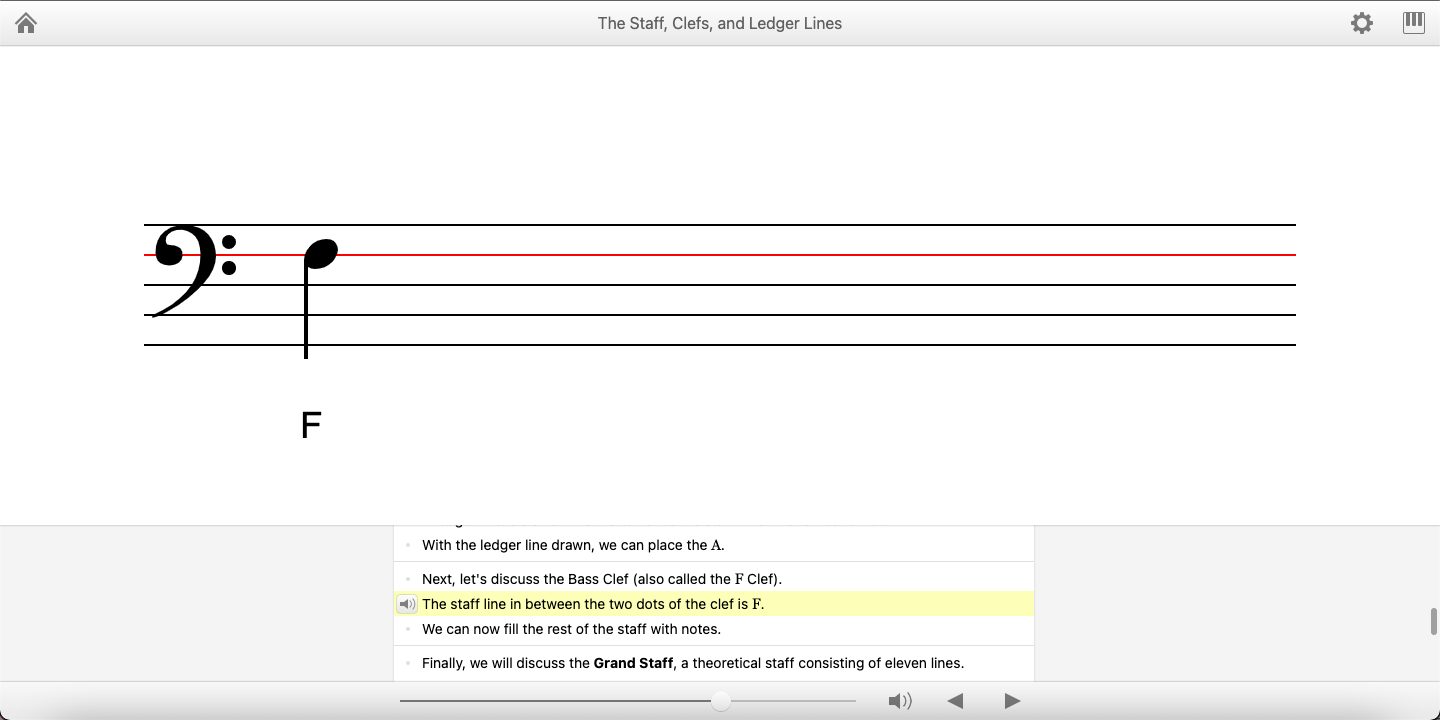 The Staff, Clefs, and Ledger Lines
F
With the ledger line drawn, we can place the A.
Next, let's discuss the Bass Clef (also called the F Clef).
The staff line in between the two dots of the clef is F.
We can now fill the rest of the staff with notes.
Finally, we will discuss the Grand Staff, a theoretical staff consisting of eleven lines.